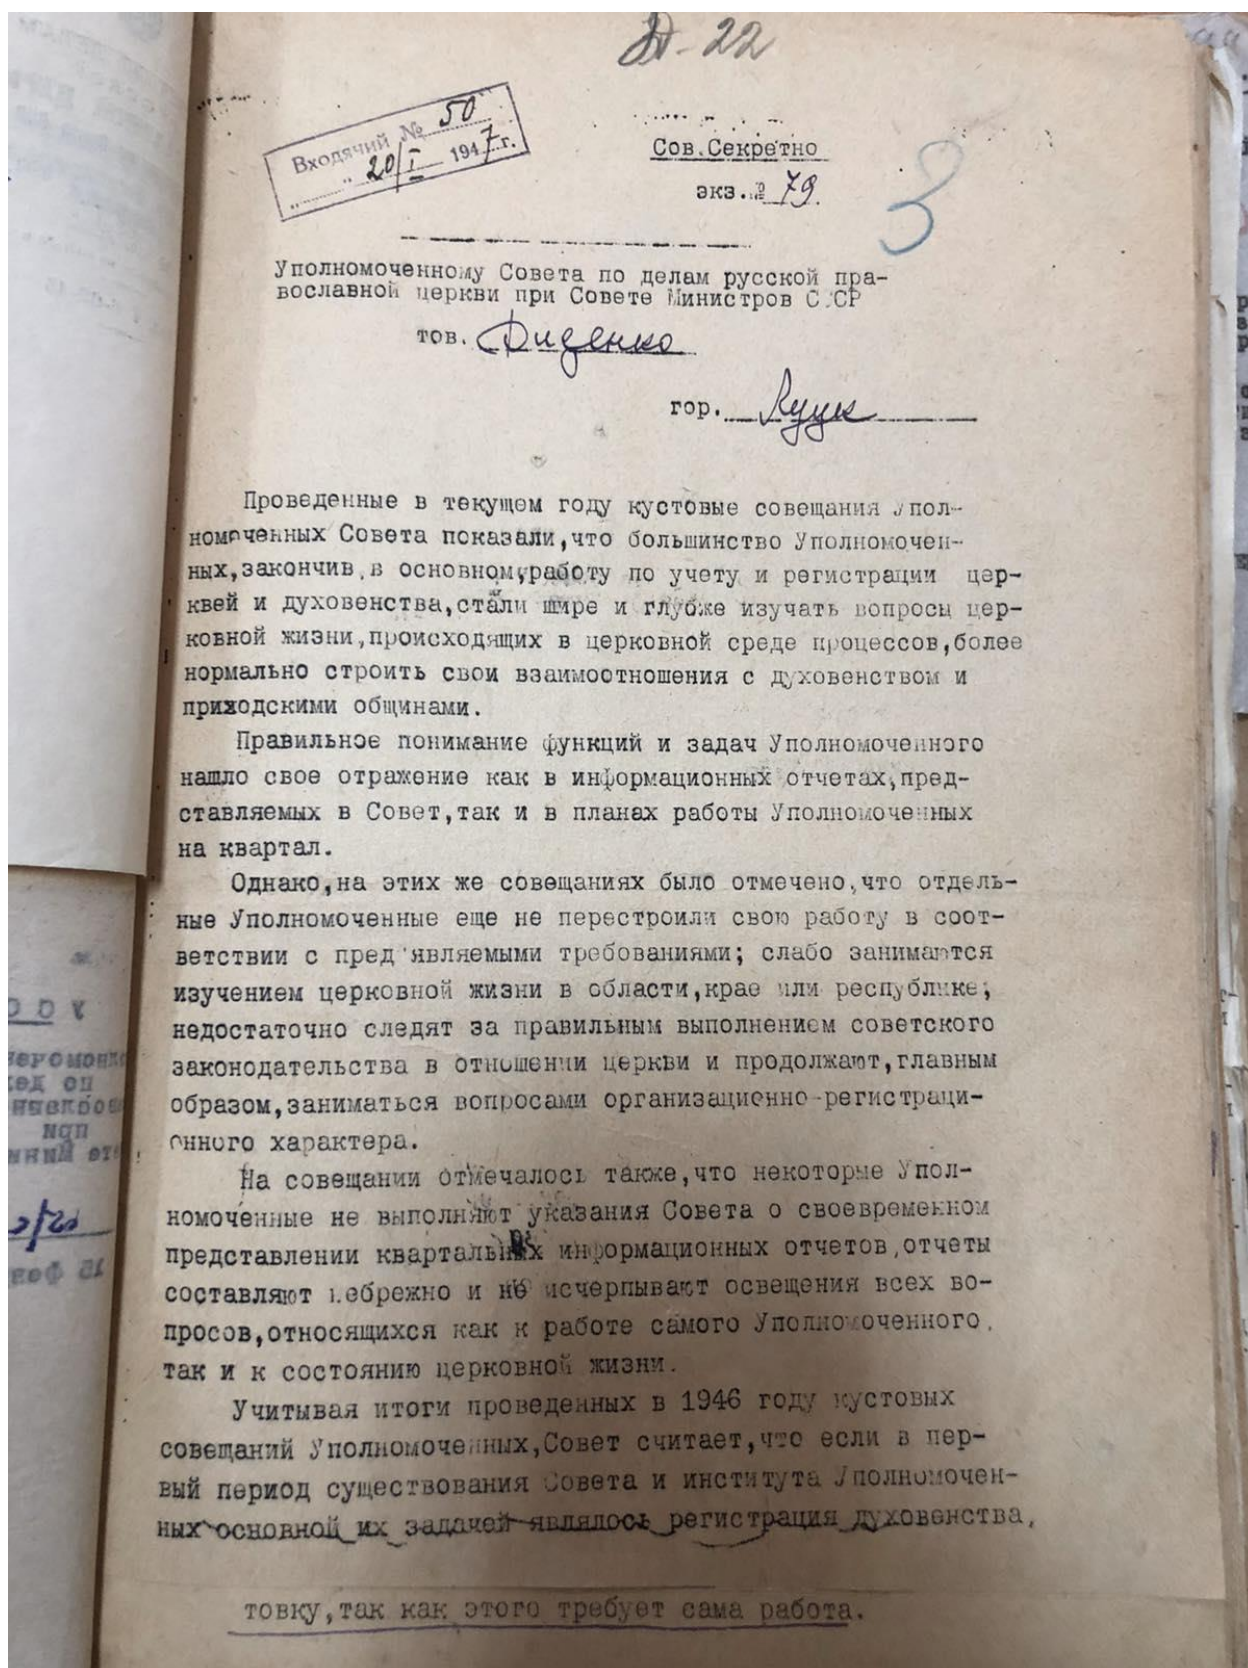 Д-22
Входячий № 50
20/I 1947 г.
Сов.Секретно
экз.№ 79
3
Уполномоченному Совета по делам русской пра-
вославной церкви при Совете Министров СССР
тов. Диденко
гор. Луцк
Проведенные в текущем году кустовые совещания Упол-
номоченных Совета показали,что большинство Уполномочен-
ных,закончив,в основном,работу по учету и регистрации цер-
квей и духовенства,стали шире и глубже изучать вопросы цер-
ковной жизни,происходящих в церковной среде процессов,более
нормально строить свои взаимоотношения с духовенством и
приходскими общинами.
Правильное понимание функций и задач Уполномоченного
нашло свое отражение как в информационных отчетах,пред-
ставляемых в Совет,так и в планах работы Уполномоченных
на квартал.
Однако,на этих же совещаниях было отмечено,что отдель-
ные Уполномоченные еще не перестроили свою работу в соот-
ветствии с пред'являемыми требованиями; слабо занимаются
изучением церковной жизни в области,крае или республике;
недостаточно следят за правильным выполнением советского
законодательства в отношении церкви и продолжают,главным
образом,заниматься вопросами организационно-регистраци-
онного характера.
На совещании отмечалось также,что некоторые Упол-
номоченные не выполняют указания Совета о своевременном
представлении квартальных информационных отчетов,отчеты
составляют небрежно и не исчерпывают освещения всех во-
просов,относящихся как к работе самого Уполномоченного,
так и к состоянию церковной жизни.
Учитывая итоги проведенных в 1946 году кустовых
совещаний Уполномоченных,Совет считает,что если в пер-
вый период существования Совета и института Уполномочен-
ных основной их задачей являлось регистрация духовенства,
товку,так как этого требует сама работа.